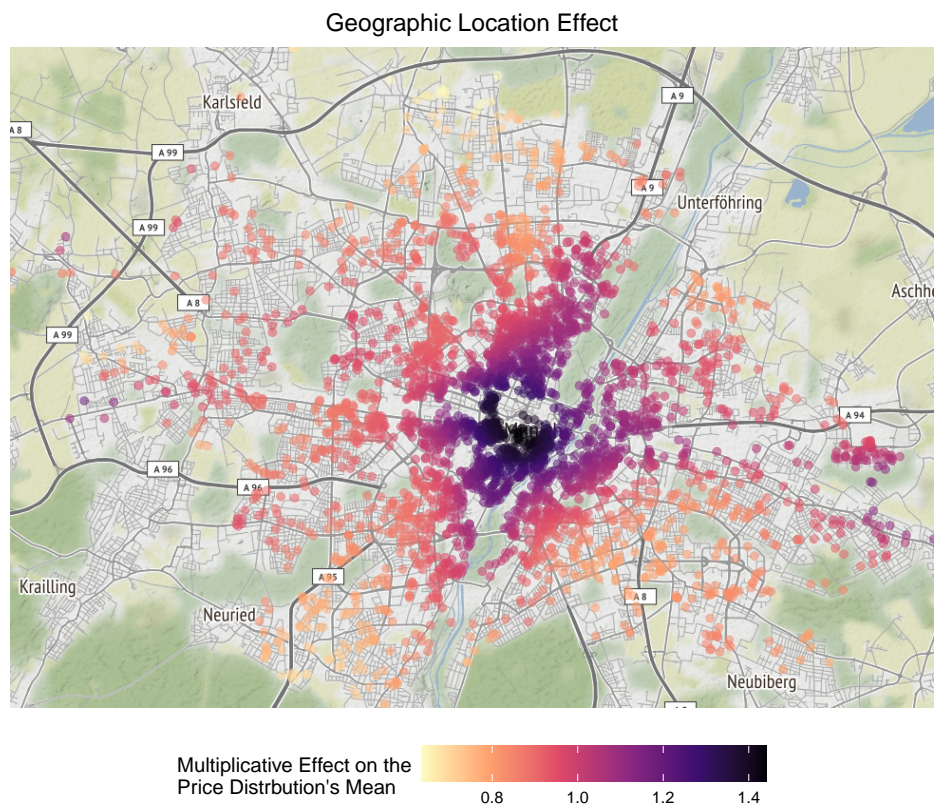 Geographic Location Effect
Karlsfeld
A 9
A 8
A 99
A 9
Unterföhring
A 99
Aschhe
A 8
A 99
A 94
A 96
A 96
A 95
Krailling
A 8
Neuried
Neubiberg
Multiplicative Effect on the
Price Distrbution's Mean
0.8 1.0 1.2 1.4